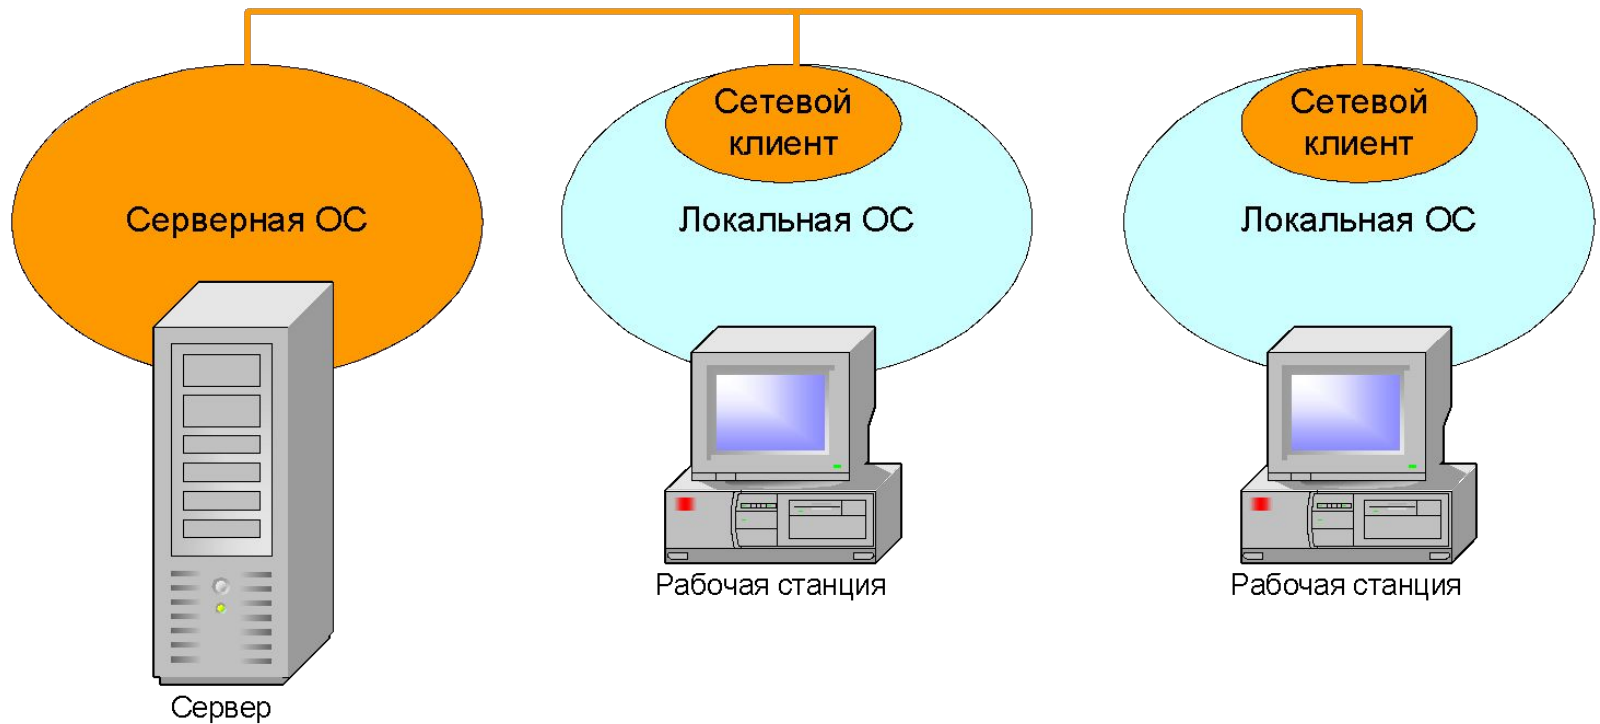 Серверная ОС
Сетевой
клиент
Локальная ОС
Сетевой
клиент
Локальная ОС
Сервер
Рабочая станция
Рабочая станция